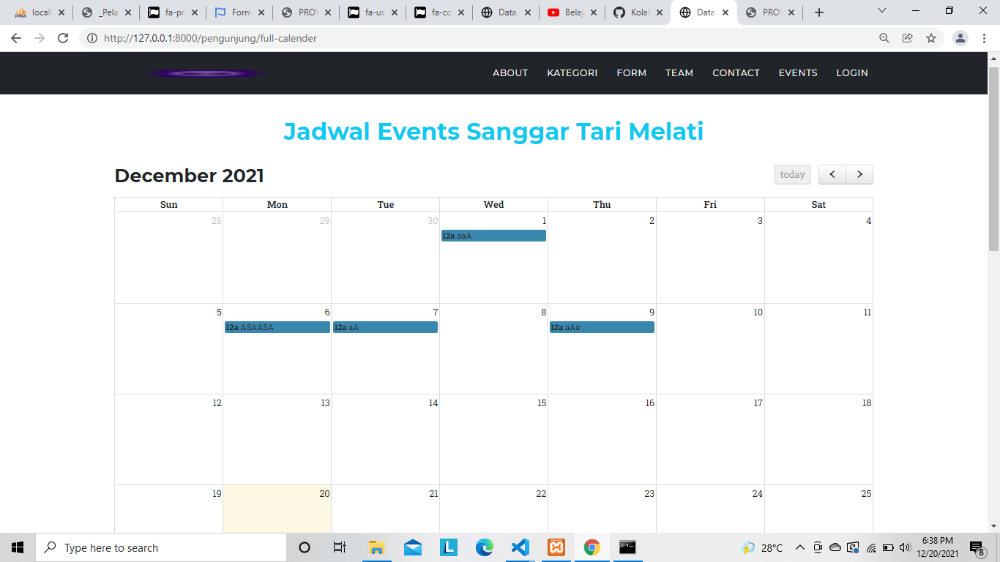 locall
_Pela
fa-pri
Form
PROY
fa-us
fa-co
Data
Belaj
Kolal
Data
PROY
http://127.0.0.1:8000/pengunjung/full-calender
ABOUT KATEGORI FORM TEAM CONTACT EVENTS LOGIN
Jadwal Events Sanggar Tari Melati
December 2021
today
Sun Mon Tue Wed Thu Fri Sat
28 29 30 1 2 3 4
12a aaA
5 6 7 8 9 10 11
12a ASAASA 12a aA 12a aAa
12 13 14 15 16 17 18
19 20 21 22 23 24 25
Type here to search
28°C
6:38 PM
12/20/2021
8